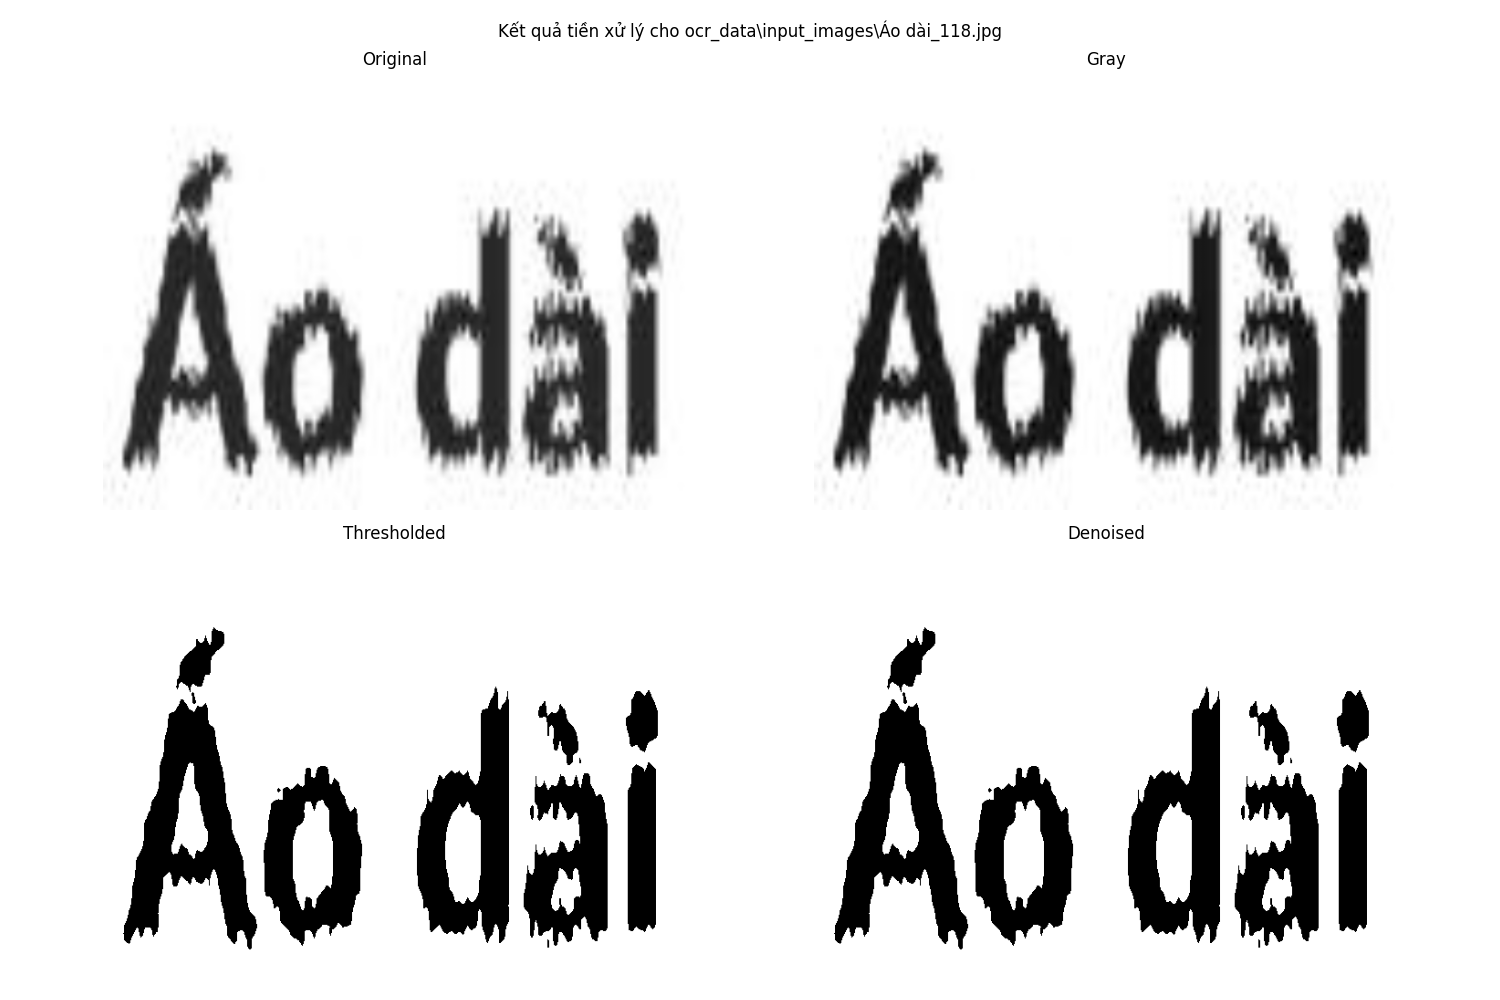 Kết quả tiền xử lý cho ocr_data\input_images\Áo dài_118.jpg
Original
Gray
Áo dài
Áo dài
Thresholded
Denoised
Áo dài
Áo dài